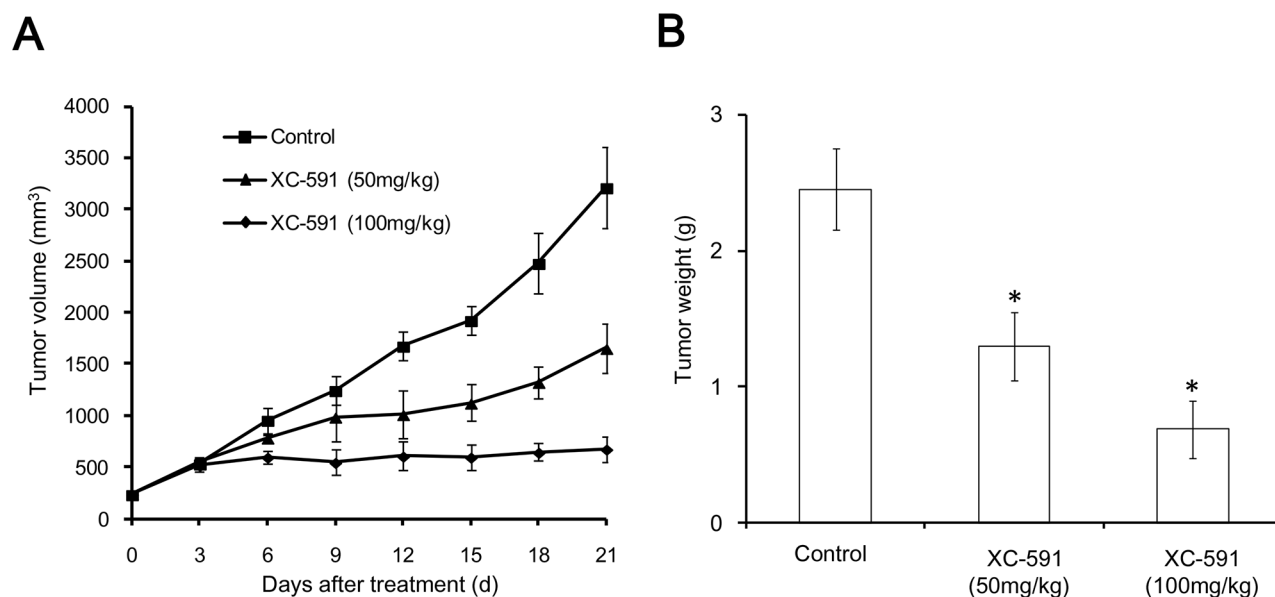 A
Tumor volume (mm³)
4000
3500
3000
2500
2000
1500
1000
500
0
Control
XC-591 (50mg/kg)
XC-591 (100mg/kg)
0 3 6 9 12 15 18 21
Days after treatment (d)
B
Tumor weight (g)
3
2
1
0
*
*
Control
XC-591
(50mg/kg)
XC-591
(100mg/kg)